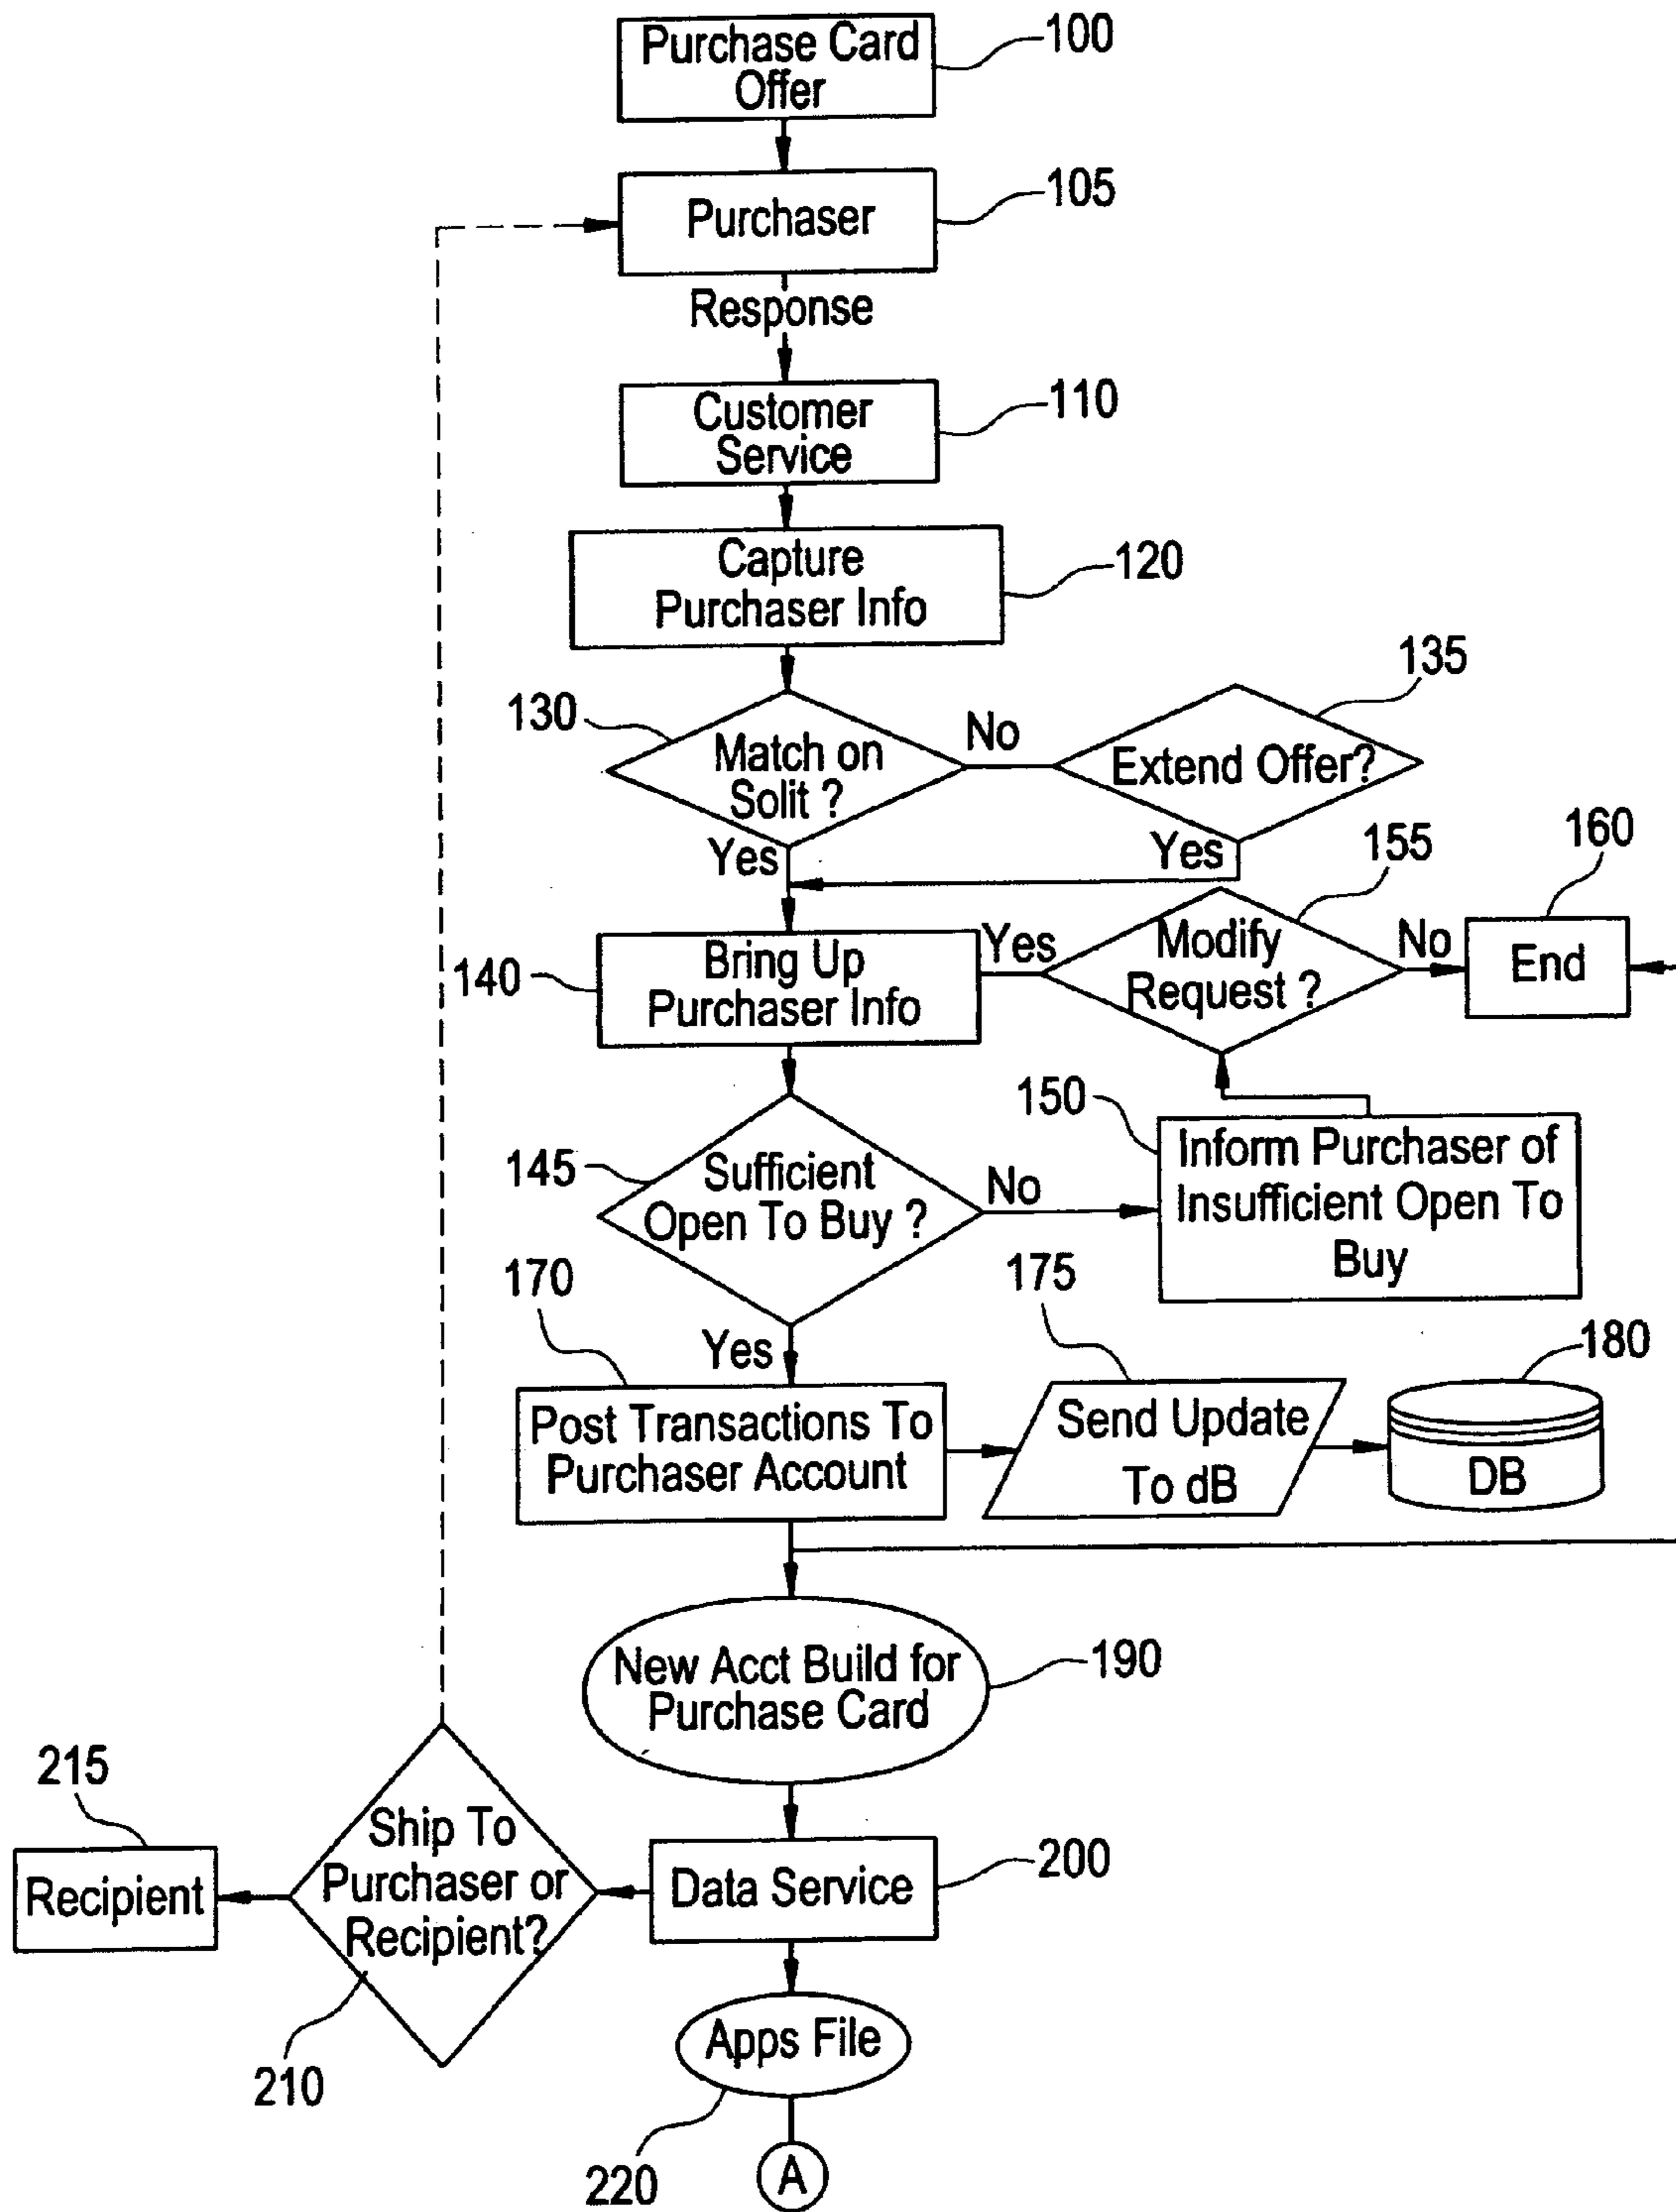 Purchase Card
Offer
100
Purchaser
105
Response
Customer
Service
110
Capture
Purchaser Info
120
130
Match on
Solit ?
No
Extend Offer?
135
Yes
Yes
140
Bring Up
Purchaser Info
Yes
Modify
Request ?
155
No
End
160
145
Sufficient
Open To Buy ?
No
150
Inform Purchaser of
Insufficient Open To
Buy
Yes
170
Post Transactions To
Purchaser Account
175
Send Update
To dB
180
DB
New Acct Build for
Purchase Card
190
215
Recipient
Ship To
Purchaser or
Recipient?
210
Data Service
200
Apps File
220
A